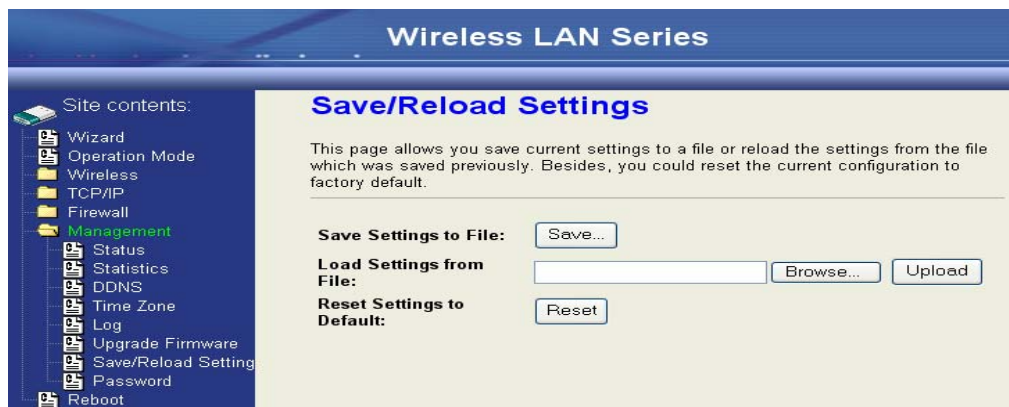 Wireless LAN Series
Site contents:
Wizard
Operation Mode
Wireless
TCP/IP
Firewall
Management
Status
Statistics
DDNS
Time Zone
Log
Upgrade Firmware
Save/Reload Setting
Password
Reboot
Save/Reload Settings
This page allows you save current settings to a file or reload the settings from the file
which was saved previously. Besides, you could reset the current configuration to
factory default.
Save Settings to File: Save...
Load Settings from
File: Browse... Upload
Reset Settings to
Default: Reset